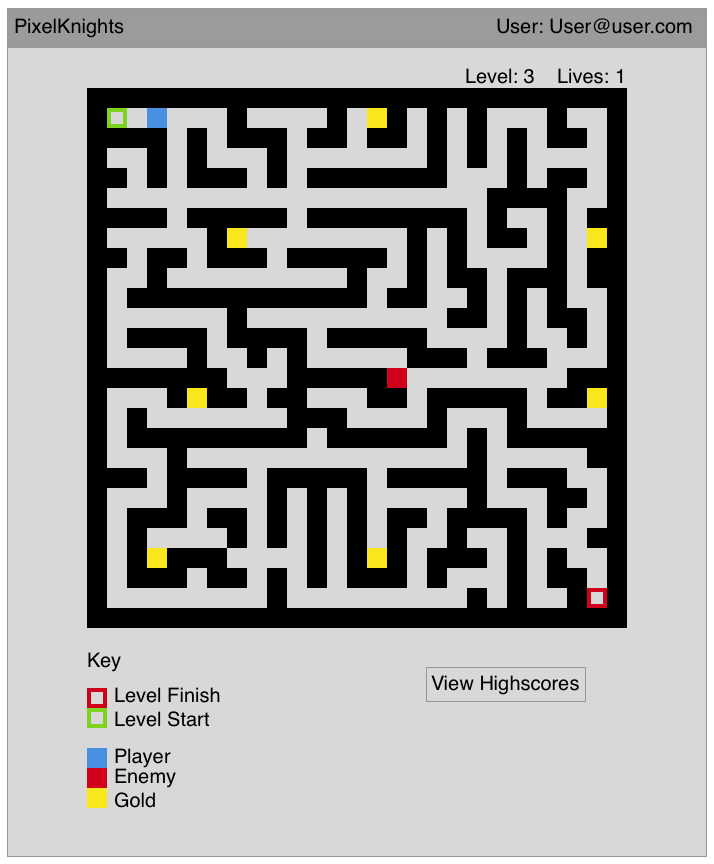 PixelKnights
User: User@user.com
Level: 3 Lives: 1
Key
Level Finish
Level Start
View Highscores
Player
Enemy
Gold